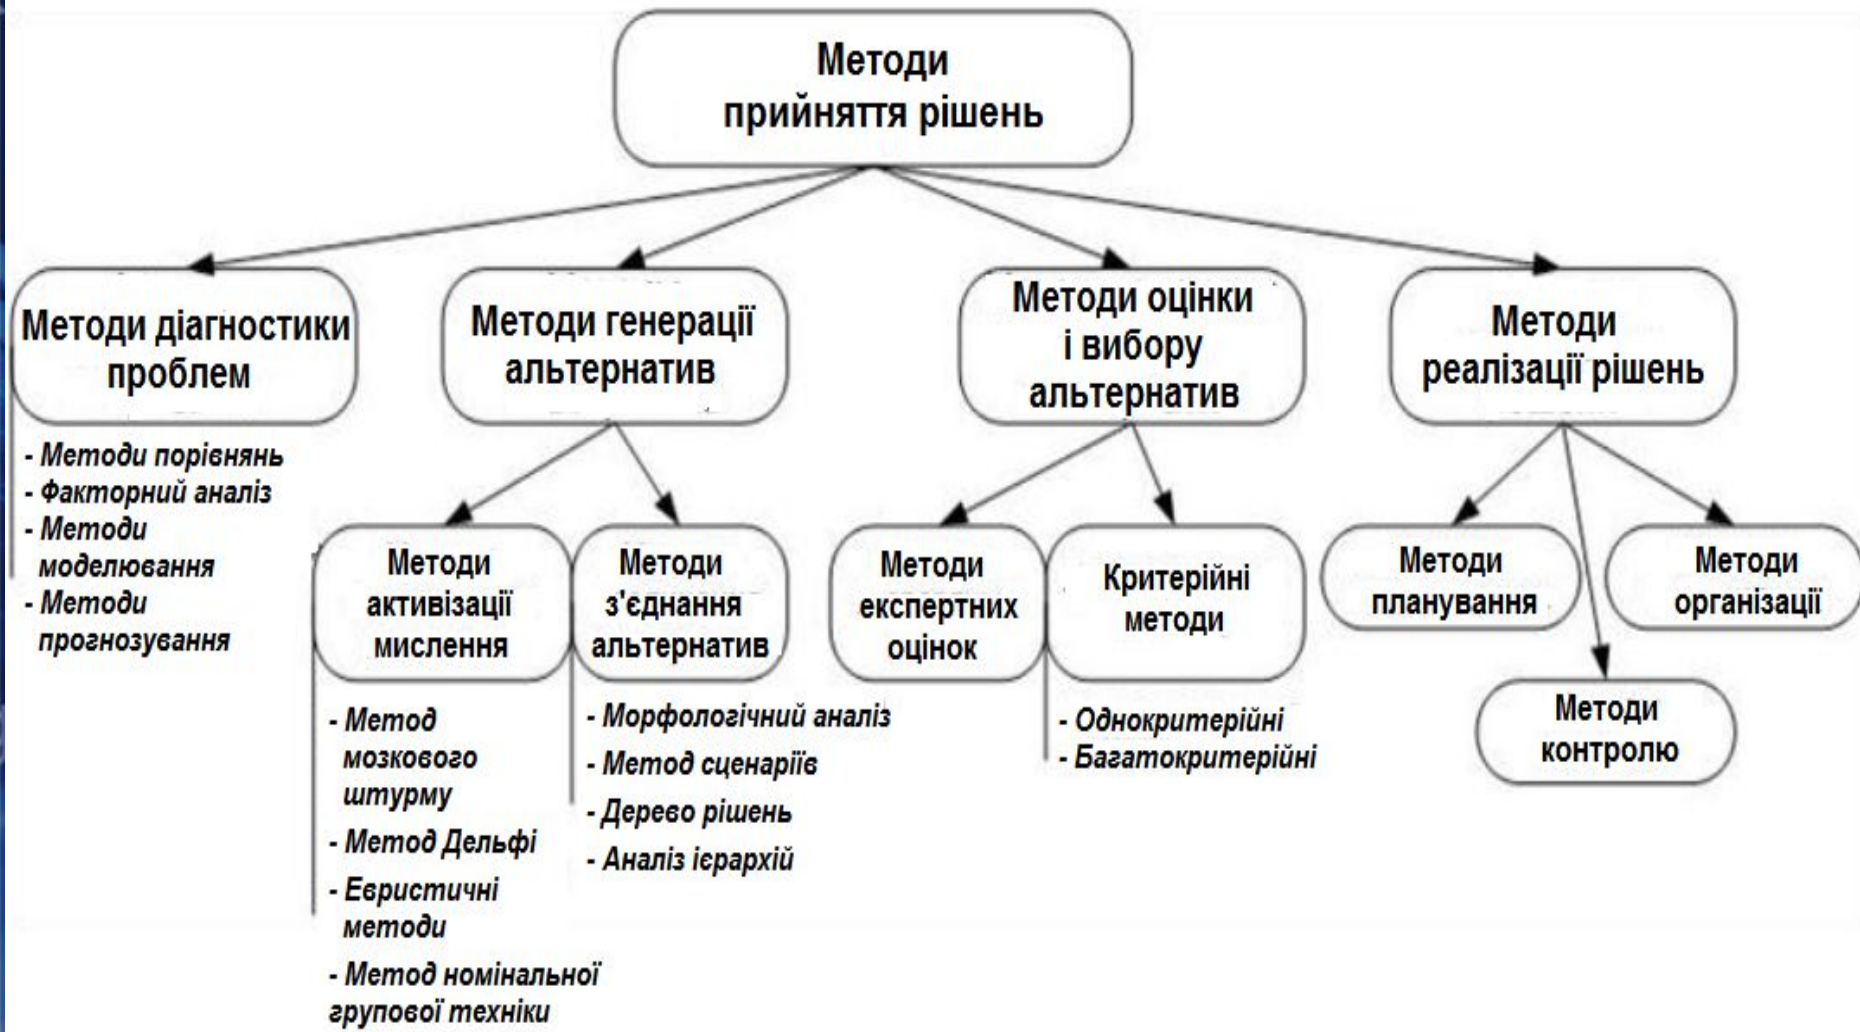 Методи
прийняття рішень
Методи діагностики
проблем
- Методи порівнянь
- Факторний аналіз
- Методи
моделювання
- Методи
прогнозування
Методи генерації
альтернатив
Методи
активізації
мислення
- Метод
мозкового
штурму
- Метод Дельфі
- Евристичні
методи
- Метод номінальної
групової техніки
Методи
з'єднання
альтернатив
- Морфологічний аналіз
- Метод сценаріїв
- Дерево рішень
- Аналіз ієрархій
Методи оцінки
і вибору
альтернатив
Методи
експертних
оцінок
Критерійні
методи
- Однокритерійні
- Багатокритерійні
Методи
реалізації рішень
Методи
планування
Методи
контролю
Методи
організації